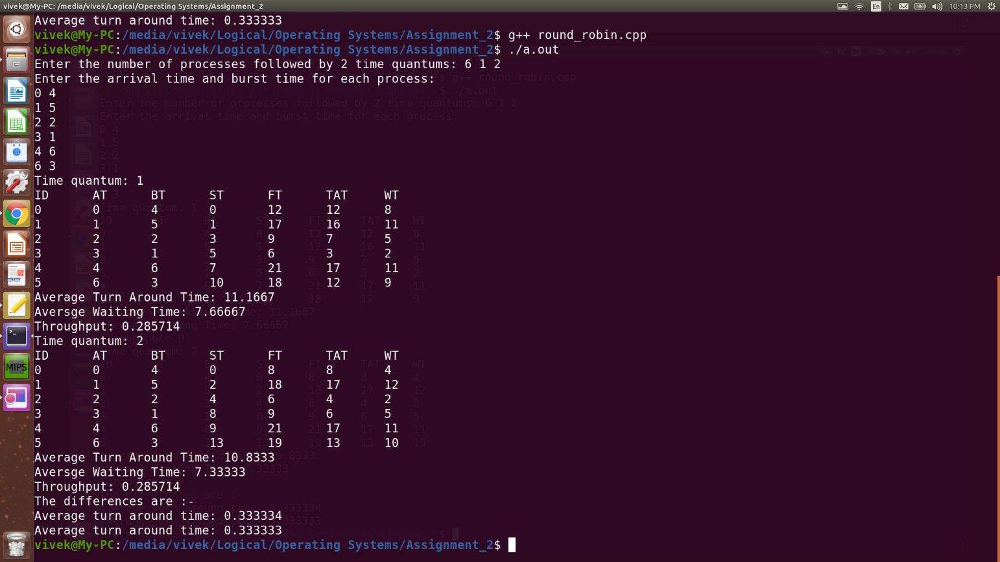 vivek@My-PC: /media/vivek/Logical/Operating Systems/Assignment_2
En 10:13 PM
Average turn around time: 0.333333
vivek@My-PC:/media/vivek/Logical/Operating Systems/Assignment_2$ g++ round_robin.cpp
vivek@My-PC:/media/vivek/Logical/Operating Systems/Assignment_2$ ./a.out
Enter the number of processes followed by 2 time quantums: 6 1 2
Enter the arrival time and burst time for each process:
0 4
1 5
2 2
3 1
4 6
6 3
Time quantum: 1
ID AT BT ST FT TAT WT
0 0 4 0 12 12 8
1 1 5 1 17 16 11
2 2 2 3 9 7 5
3 3 1 5 6 3 2
4 4 6 7 21 17 11
5 6 3 10 18 12 9
Average Turn Around Time: 11.1667
Aversge Waiting Time: 7.66667
Throughput: 0.285714
Time quantum: 2
ID AT BT ST FT TAT WT
0 0 4 0 8 8 4
1 1 5 2 18 17 12
2 2 2 4 6 4 2
3 3 1 8 9 6 5
4 4 6 9 21 17 11
5 6 3 13 19 13 10
Average Turn Around Time: 10.8333
Aversge Waiting Time: 7.33333
Throughput: 0.285714
The differences are :-
Average turn around time: 0.333334
Average turn around time: 0.333333
vivek@My-PC:/media/vivek/Logical/Operating Systems/Assignment_2$
MIPS